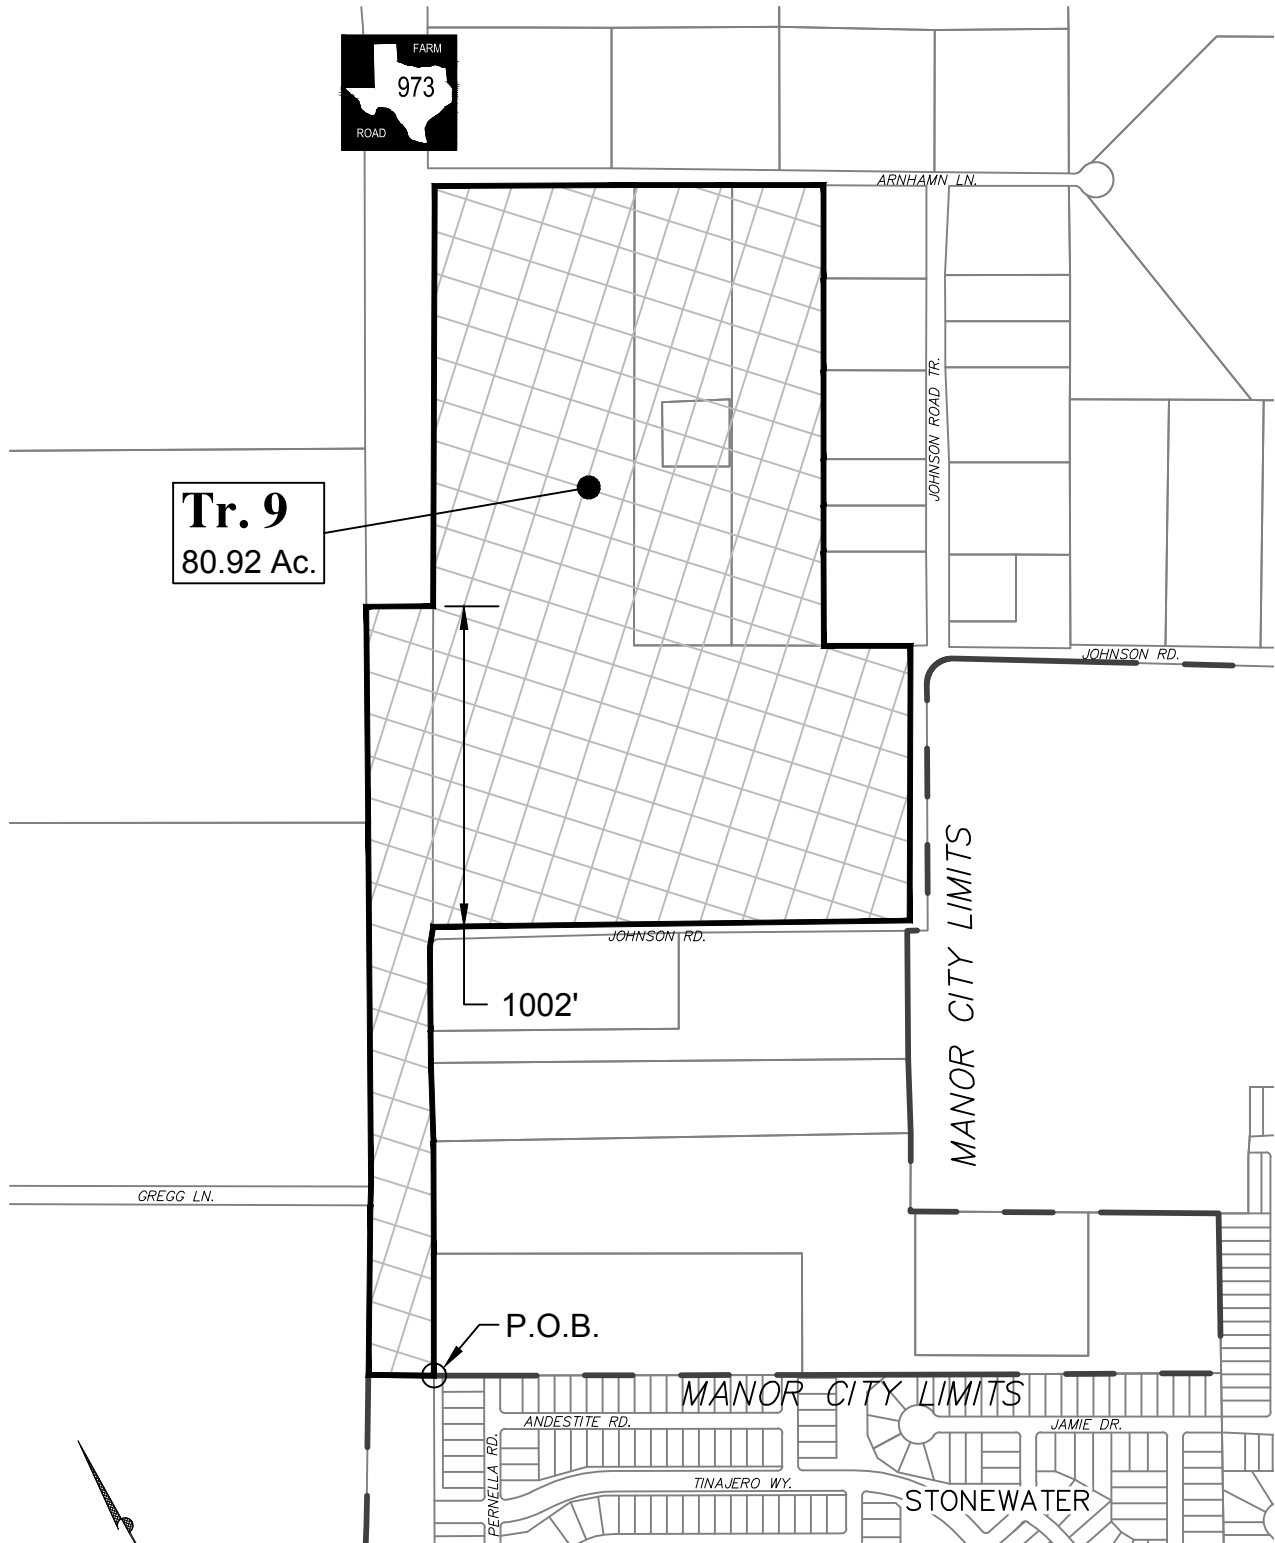 FARM
973
ROAD
ARNHAMN LN.
JOHNSON ROAD TR.
Tr. 9
80.92 Ac.
JOHNSON RD.
MANOR CITY LIMITS
JOHNSON RD.
1002'
GREGG LN.
P.O.B.
MANOR CITY LIMITS
ANDESTITE RD.
JAMIE DR.
PERNELLA RD.
TINAJERO WY.
STONEWATER